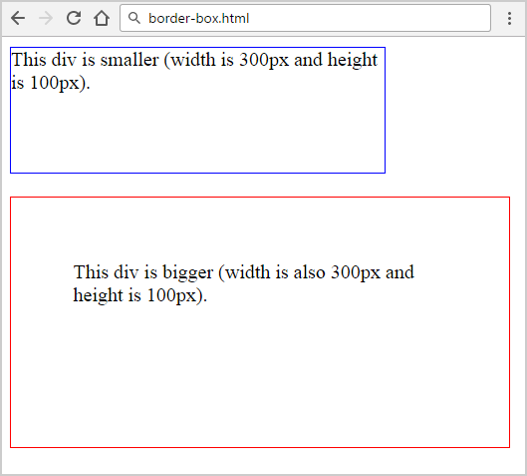 border-box.html
This div is smaller (width is 300px and height
is 100px).
This div is bigger (width is also 300px and
height is 100px).